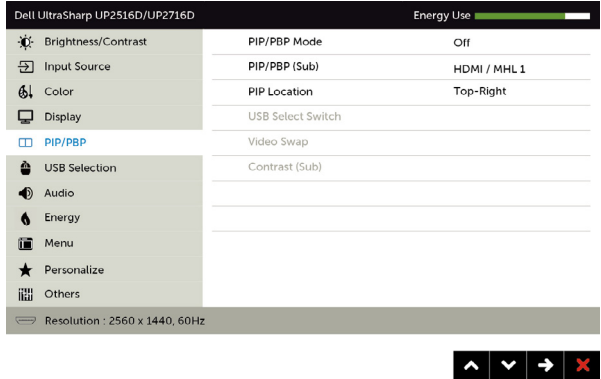 Dell UltraSharp UP2516D/UP2716D Energy Use
Brightness/Contrast PIP/PBP Mode Off
Input Source PIP/PBP (Sub) HDMI / MHL 1
Color PIP Location Top-Right
Display USB Select Switch
PIP/PBP Video Swap
USB Selection Contrast (Sub)
Audio
Energy
Menu
Personalize
Others
Resolution : 2560 x 1440, 60Hz